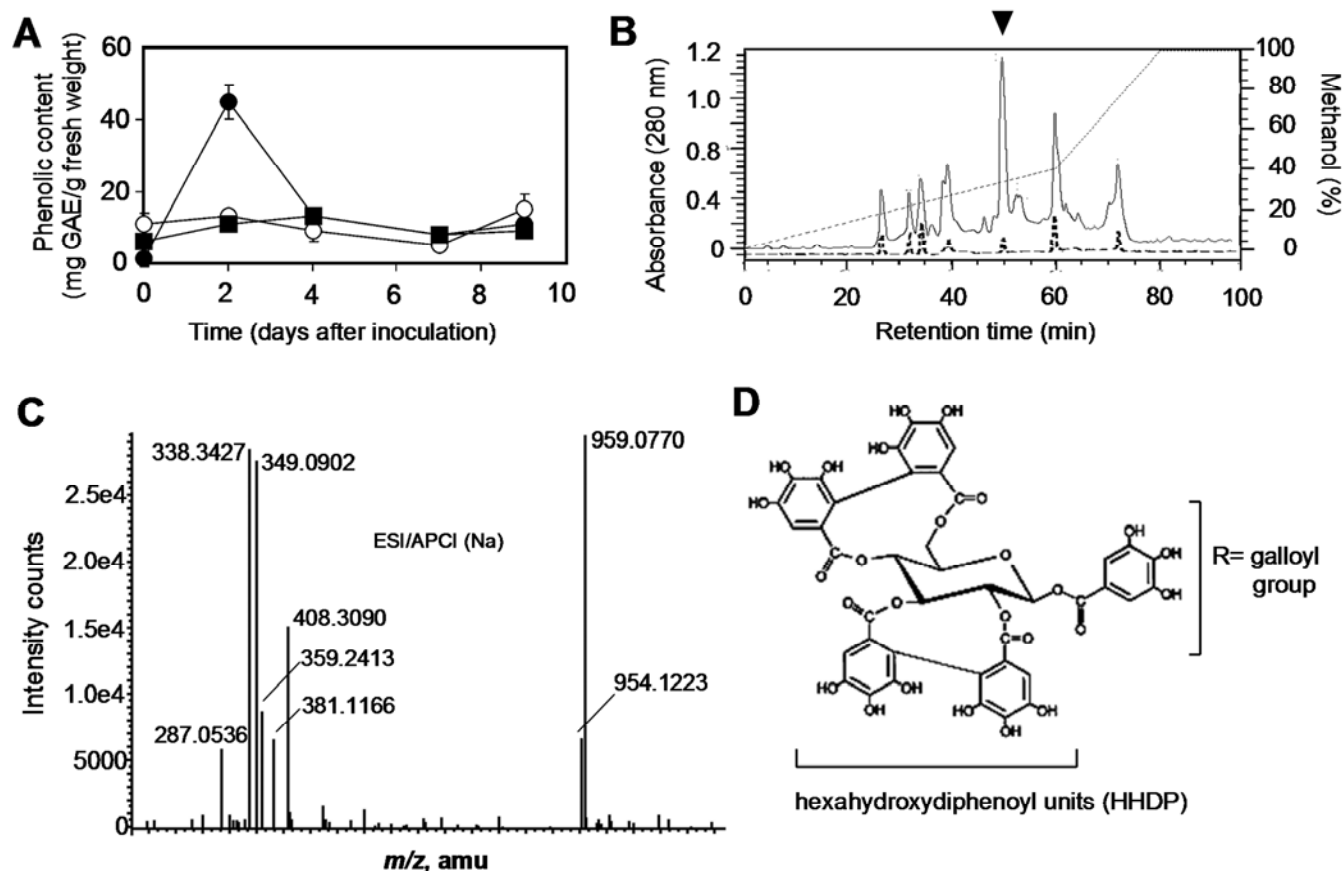 A
60
40
20
0
0
2
4
6
8
10
Phenolic content
(mg GAE/g fresh weight)
Time (days after inoculation)
B
1.2
1.0
0.8
0.4
0
Absorbance (280 nm)
100
80
60
40
20
0
Methanol (%)
0
20
40
60
80
100
Retention time (min)
C
338.3427
349.0902
959.0770
2.5e4
ESI/APCI (Na)
2.0e4
408.3090
1.5e4
359.2413
954.1223
1.0e4
381.1166
287.0536
5000
0
Intensity counts
m/z, amu
D
HO
OH
HO
OH
HO
HO
OH
HO
HO
C=O
O
O
C
O
O
O
O
C
O
O
C
O
O
C=O
OH
OH
OH
HO
OH
OH
HO
OH
OH
R= galloyl
group
hexahydroxydiphenoyl units (HHDP)